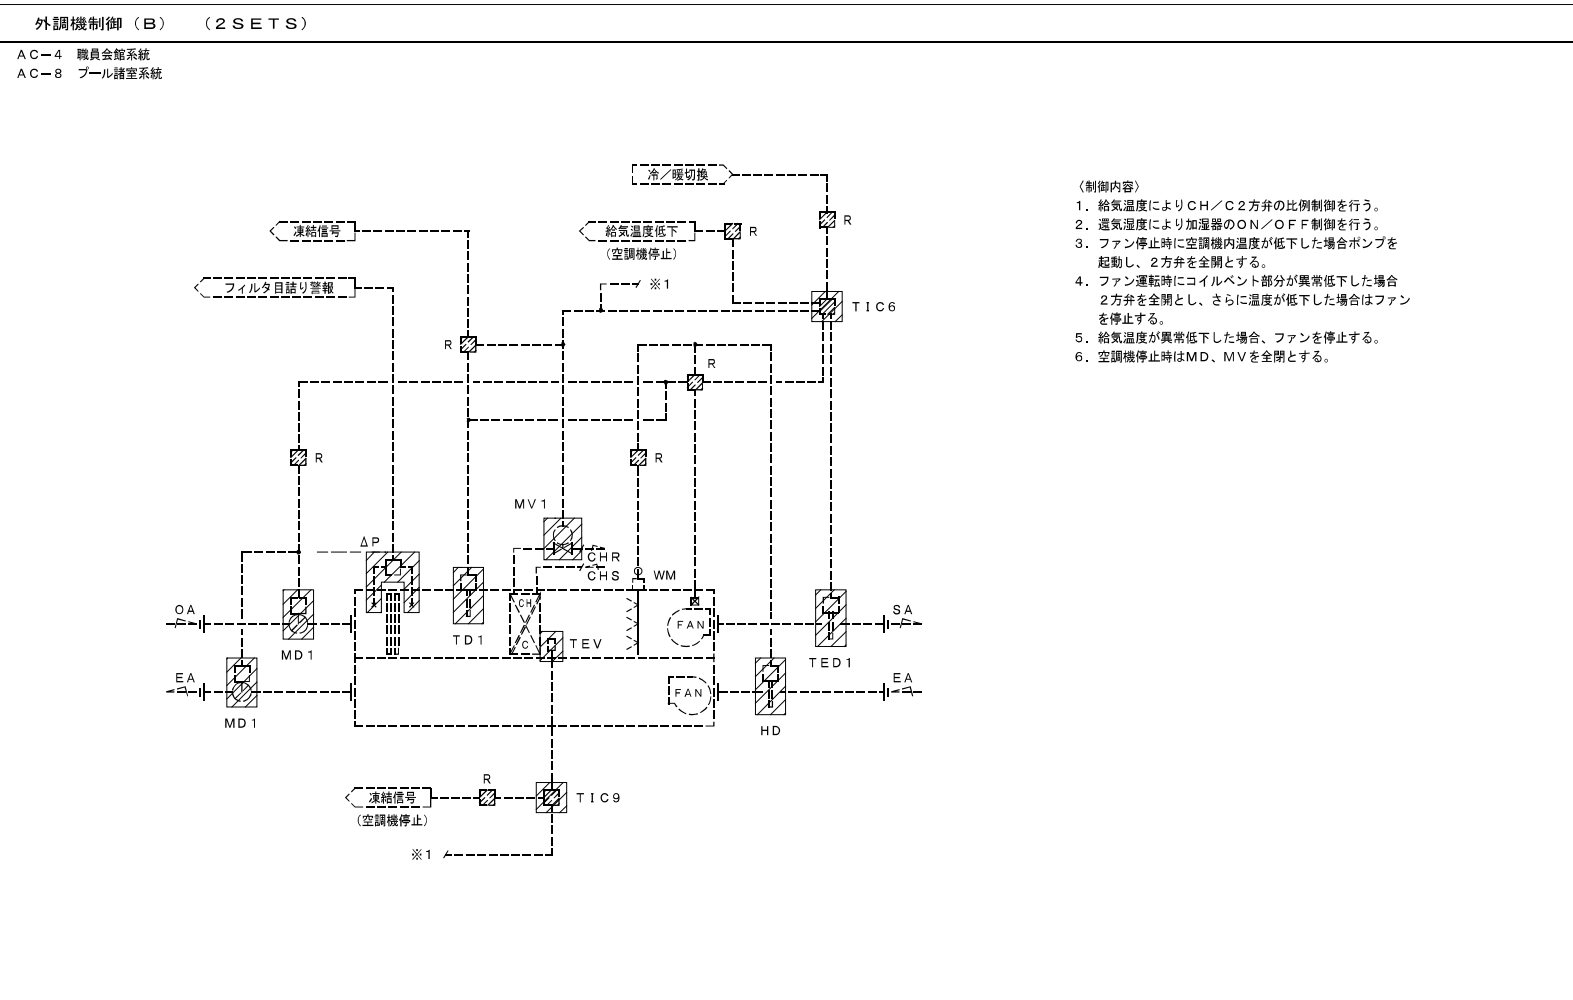 外調機制御（Ｂ）　（２ＳＥＴＳ）
ＡＣ－４　職員会館系統
ＡＣ－８　プール諸室系統
冷／暖切換
R
凍結信号
給気温度低下
R
(空調機停止)
フィルタ目詰り警報
※1
TIC6
R
R
R
R
MV1
ΔP
CHR
CHS
WM
OA
CH
C
FAN
SA
TD1
TEV
MD1
TED1
EA
FAN
EA
MD1
HD
R
凍結信号
TIC9
(空調機停止)
※1
〈制御内容〉
１．給気温度によりＣＨ／Ｃ２方弁の比例制御を行う。
２．還気湿度により加湿器のＯＮ／ＯＦＦ制御を行う。
３．ファン停止時に空調機内温度が低下した場合ポンプを
起動し、２方弁を全開とする。
４．ファン運転時にコイルベント部分が異常低下した場合
２方弁を全開とし、さらに温度が低下した場合はファン
を停止する。
５．給気温度が異常低下した場合、ファンを停止する。
６．空調機停止時はＭＤ、ＭＶを全閉とする。